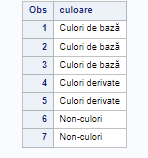 Obs culoare
1 Culori de bază
2 Culori de bază
3 Culori de bază
4 Culori derivate
5 Culori derivate
6 Non-culori
7 Non-culori